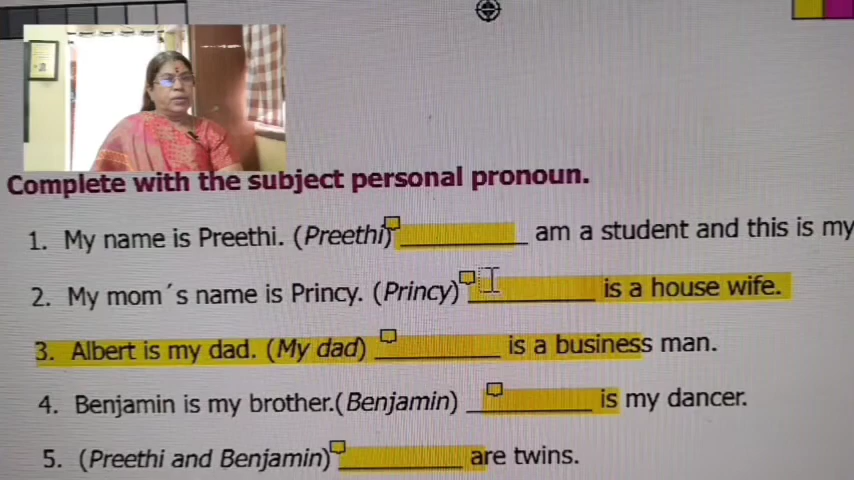 Complete with the subject personal pronoun.
1. My name is Preethi. (Preethi) __________ am a student and this is my
2. My mom´s name is Princy. (Princy) __________ is a house wife.
3. Albert is my dad. (My dad) __________ is a business man.
4. Benjamin is my brother.(Benjamin) __________ is my dancer.
5. (Preethi and Benjamin) __________ are twins.